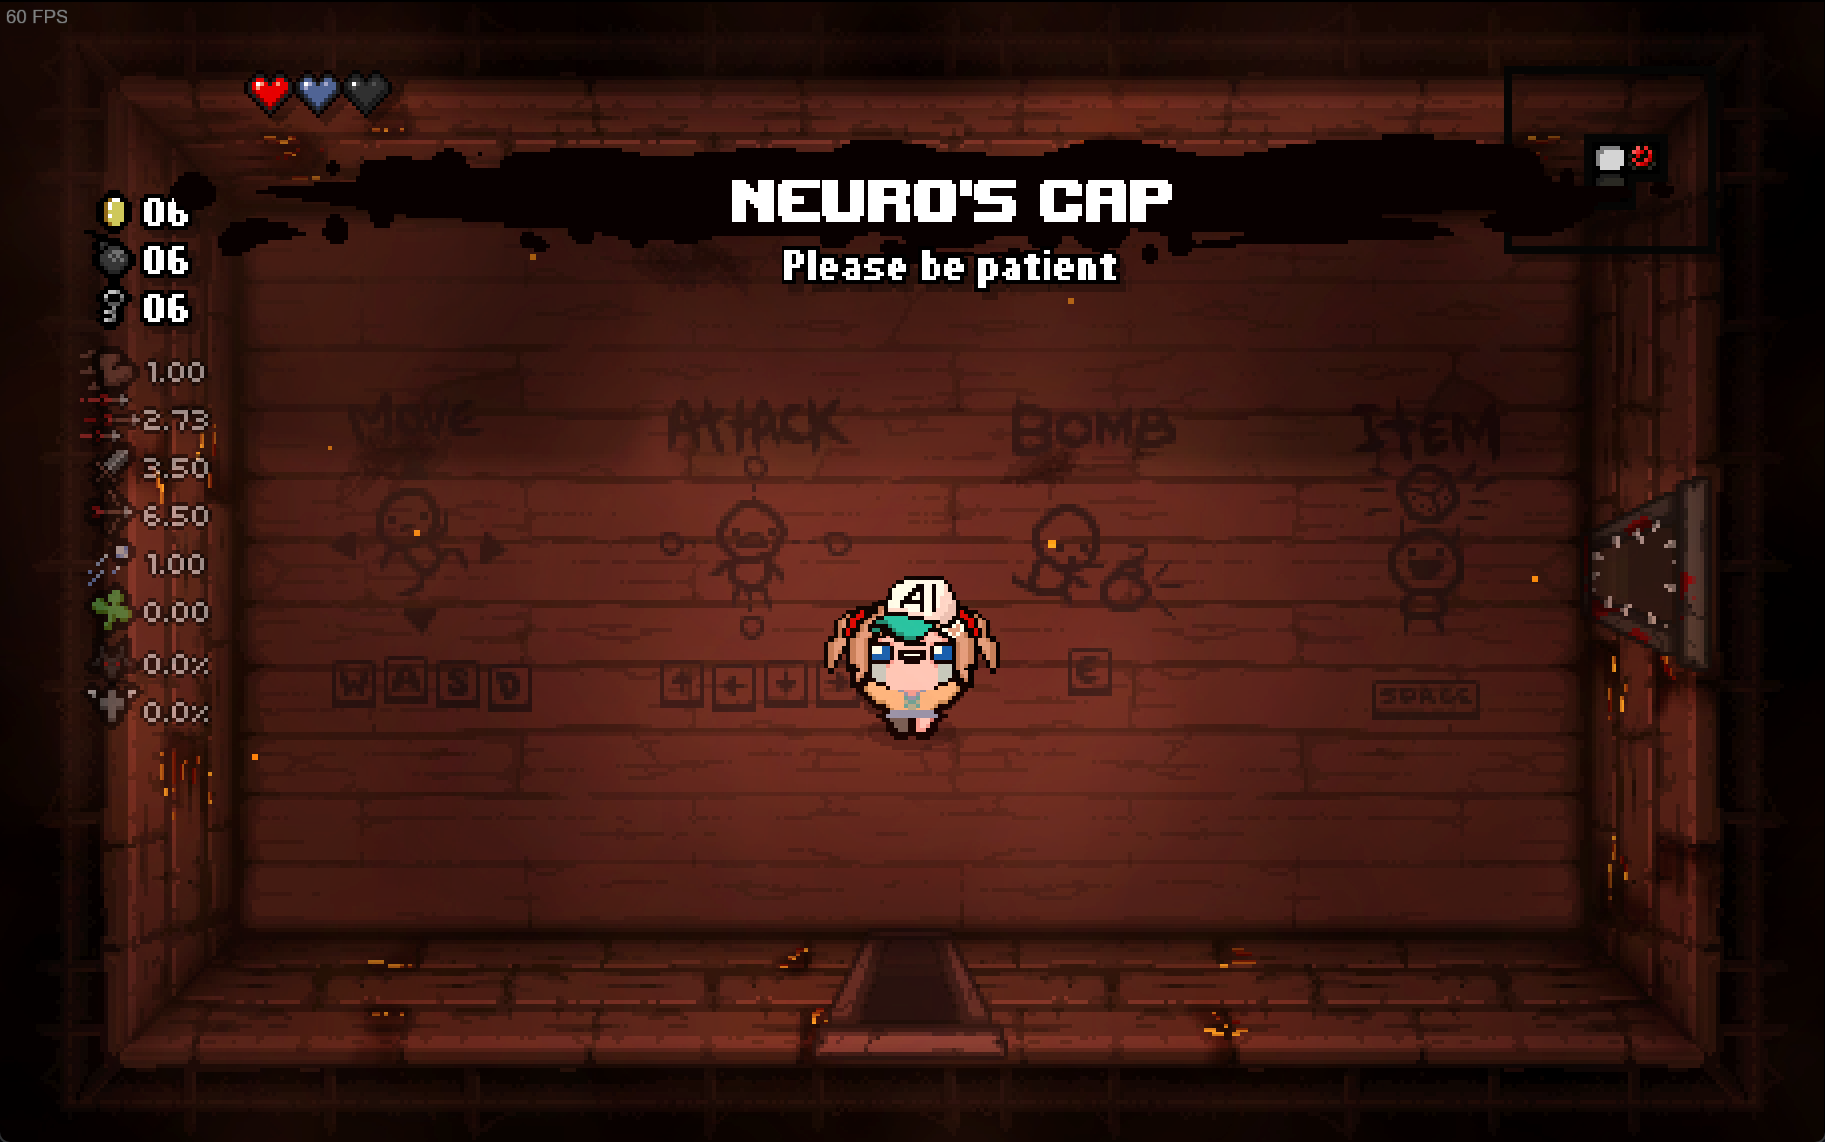 60 FPS
NEURO'S CAP
Please be patient
06
06
06
1.00
2.73
3.50
6.50
1.00
0.00
0.0%
0.0%
MOVE ATTACK BOMB ITEM
AI
W A S D E SPACE